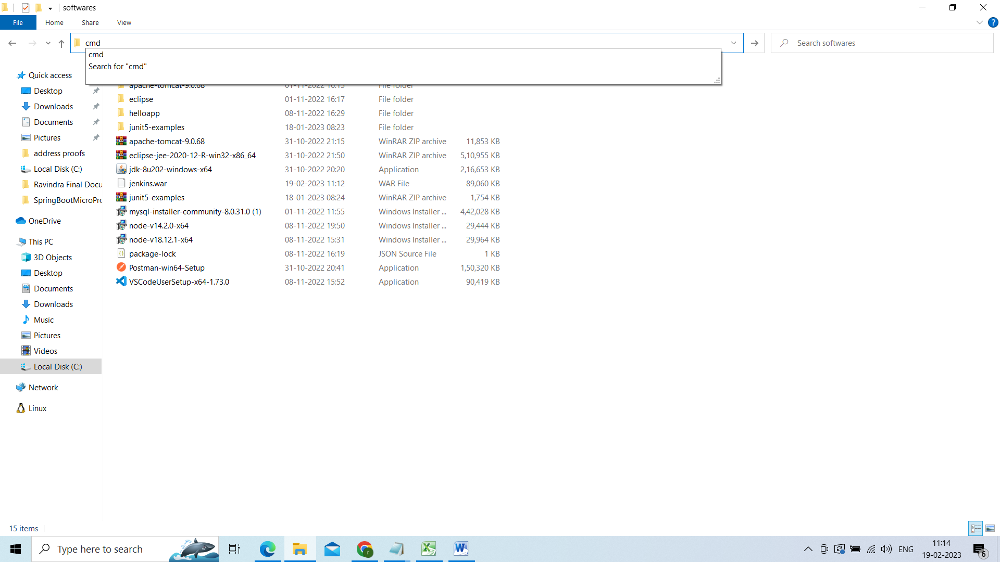 softwares
File Home Share View
cmd
Search softwares
cmd
Search for "cmd"
Quick access
Desktop
Downloads
Documents
Pictures
address proofs
Local Disk (C:)
Ravindra Final Docu
SpringBootMicroPro
OneDrive
This PC
3D Objects
Desktop
Documents
Downloads
Music
Pictures
Videos
Local Disk (C:)
Network
Linux
apache-tomcat-9.0.68 01-11-2022 16:15 File folder
eclipse 01-11-2022 16:17 File folder
helloapp 08-11-2022 16:29 File folder
junit5-examples 18-01-2023 08:23 File folder
apache-tomcat-9.0.68 31-10-2022 21:15 WinRAR ZIP archive 11,853 KB
eclipse-jee-2020-12-R-win32-x86_64 31-10-2022 21:50 WinRAR ZIP archive 5,10,955 KB
jdk-8u202-windows-x64 31-10-2022 20:20 Application 2,16,653 KB
jenkins.war 19-02-2023 11:12 WAR File 89,060 KB
junit5-examples 18-01-2023 08:24 WinRAR ZIP archive 1,754 KB
mysql-installer-community-8.0.31.0 (1) 01-11-2022 11:55 Windows Installer ... 4,42,028 KB
node-v14.2.0-x64 08-11-2022 19:50 Windows Installer ... 29,444 KB
node-v18.12.1-x64 08-11-2022 15:31 Windows Installer ... 29,964 KB
package-lock 08-11-2022 16:19 JSON Source File 1 KB
Postman-win64-Setup 31-10-2022 20:41 Application 1,50,320 KB
VSCodeUserSetup-x64-1.73.0 08-11-2022 15:52 Application 90,419 KB
15 items
Type here to search
ENG
11:14
19-02-2023
6